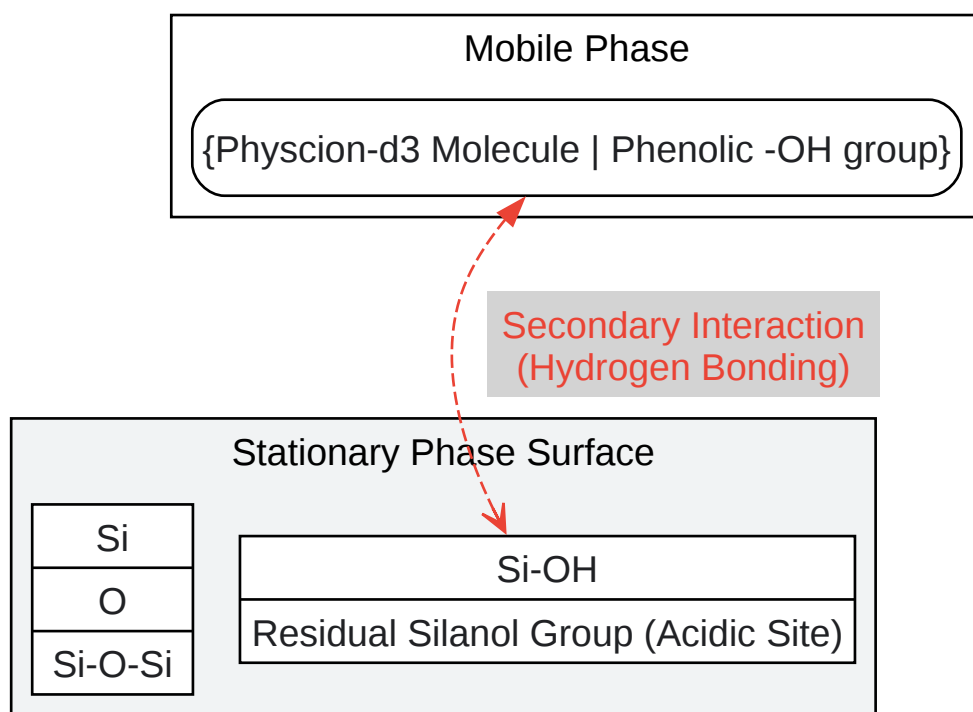 Mobile Phase
{Physcion-d3 Molecule | Phenolic -OH group}
Secondary Interaction
(Hydrogen Bonding)
Stationary Phase Surface
Si
O
Si-O-Si
Si-OH
Residual Silanol Group (Acidic Site)